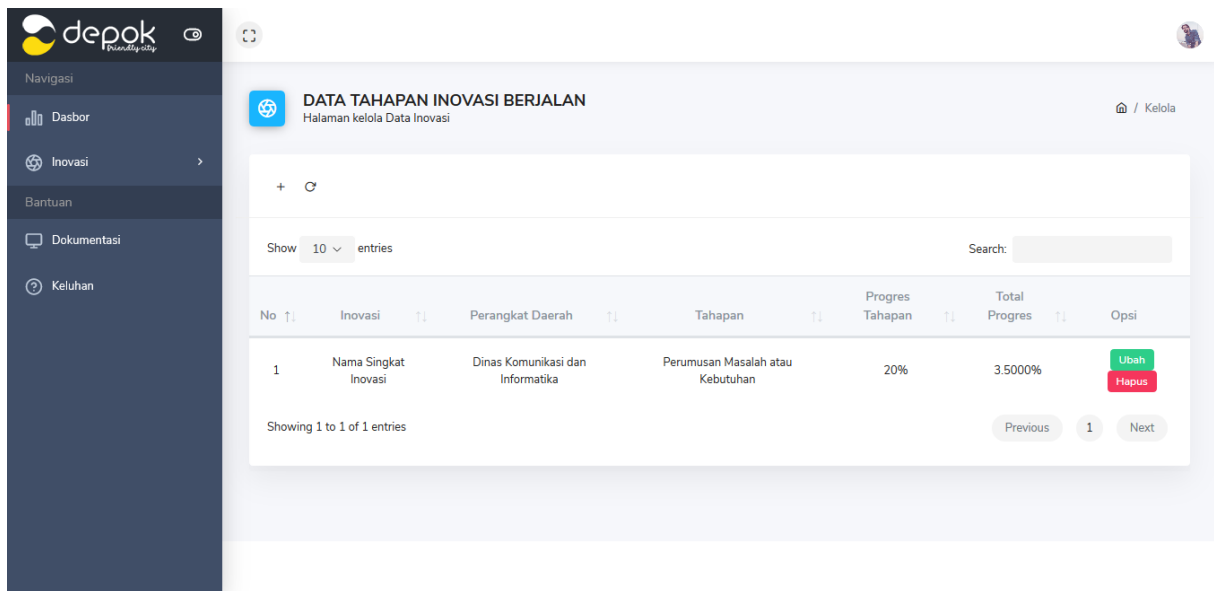 depok
friendly city
Navigasi
Dasbor
Inovasi
Bantuan
Dokumentasi
Keluhan
DATA TAHAPAN INOVASI BERJALAN
Halaman kelola Data Inovasi
/ Kelola
+
Show 10 entries
Search:
No Inovasi Perangkat Daerah Tahapan Progres Tahapan Total Progres Opsi
1 Nama Singkat Inovasi Dinas Komunikasi dan Informatika Perumusan Masalah atau Kebutuhan 20% 3.5000% Ubah Hapus
Showing 1 to 1 of 1 entries
Previous 1 Next